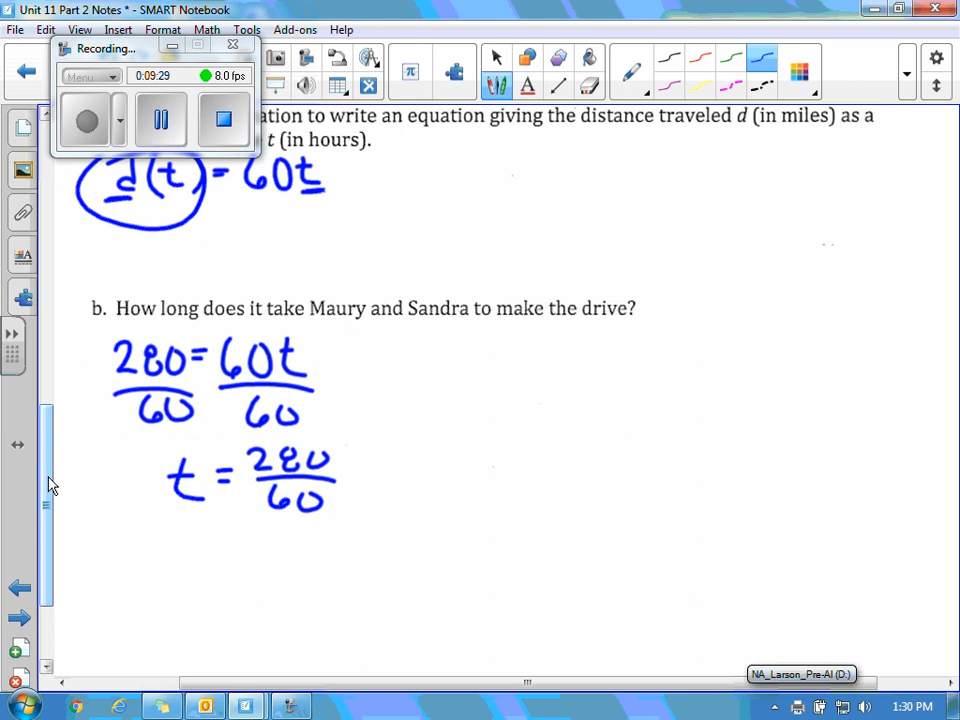 Unit 11 Part 2 Notes * - SMART Notebook
File Edit View Insert Format Math Tools Add-ons Help
Recording...
Menu 0:09:29 8.0 fps
π
A
ation to write an equation giving the distance traveled d (in miles) as a
t (in hours).
d(t) = 60t
b. How long does it take Maury and Sandra to make the drive?
280 = 60t
60 60
t = 280
60
NA_Larson_Pre-Al (D:)
1:30 PM